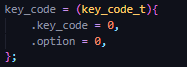 key_code = (key_code_t){
    .key_code = 0,
    .option = 0,
};